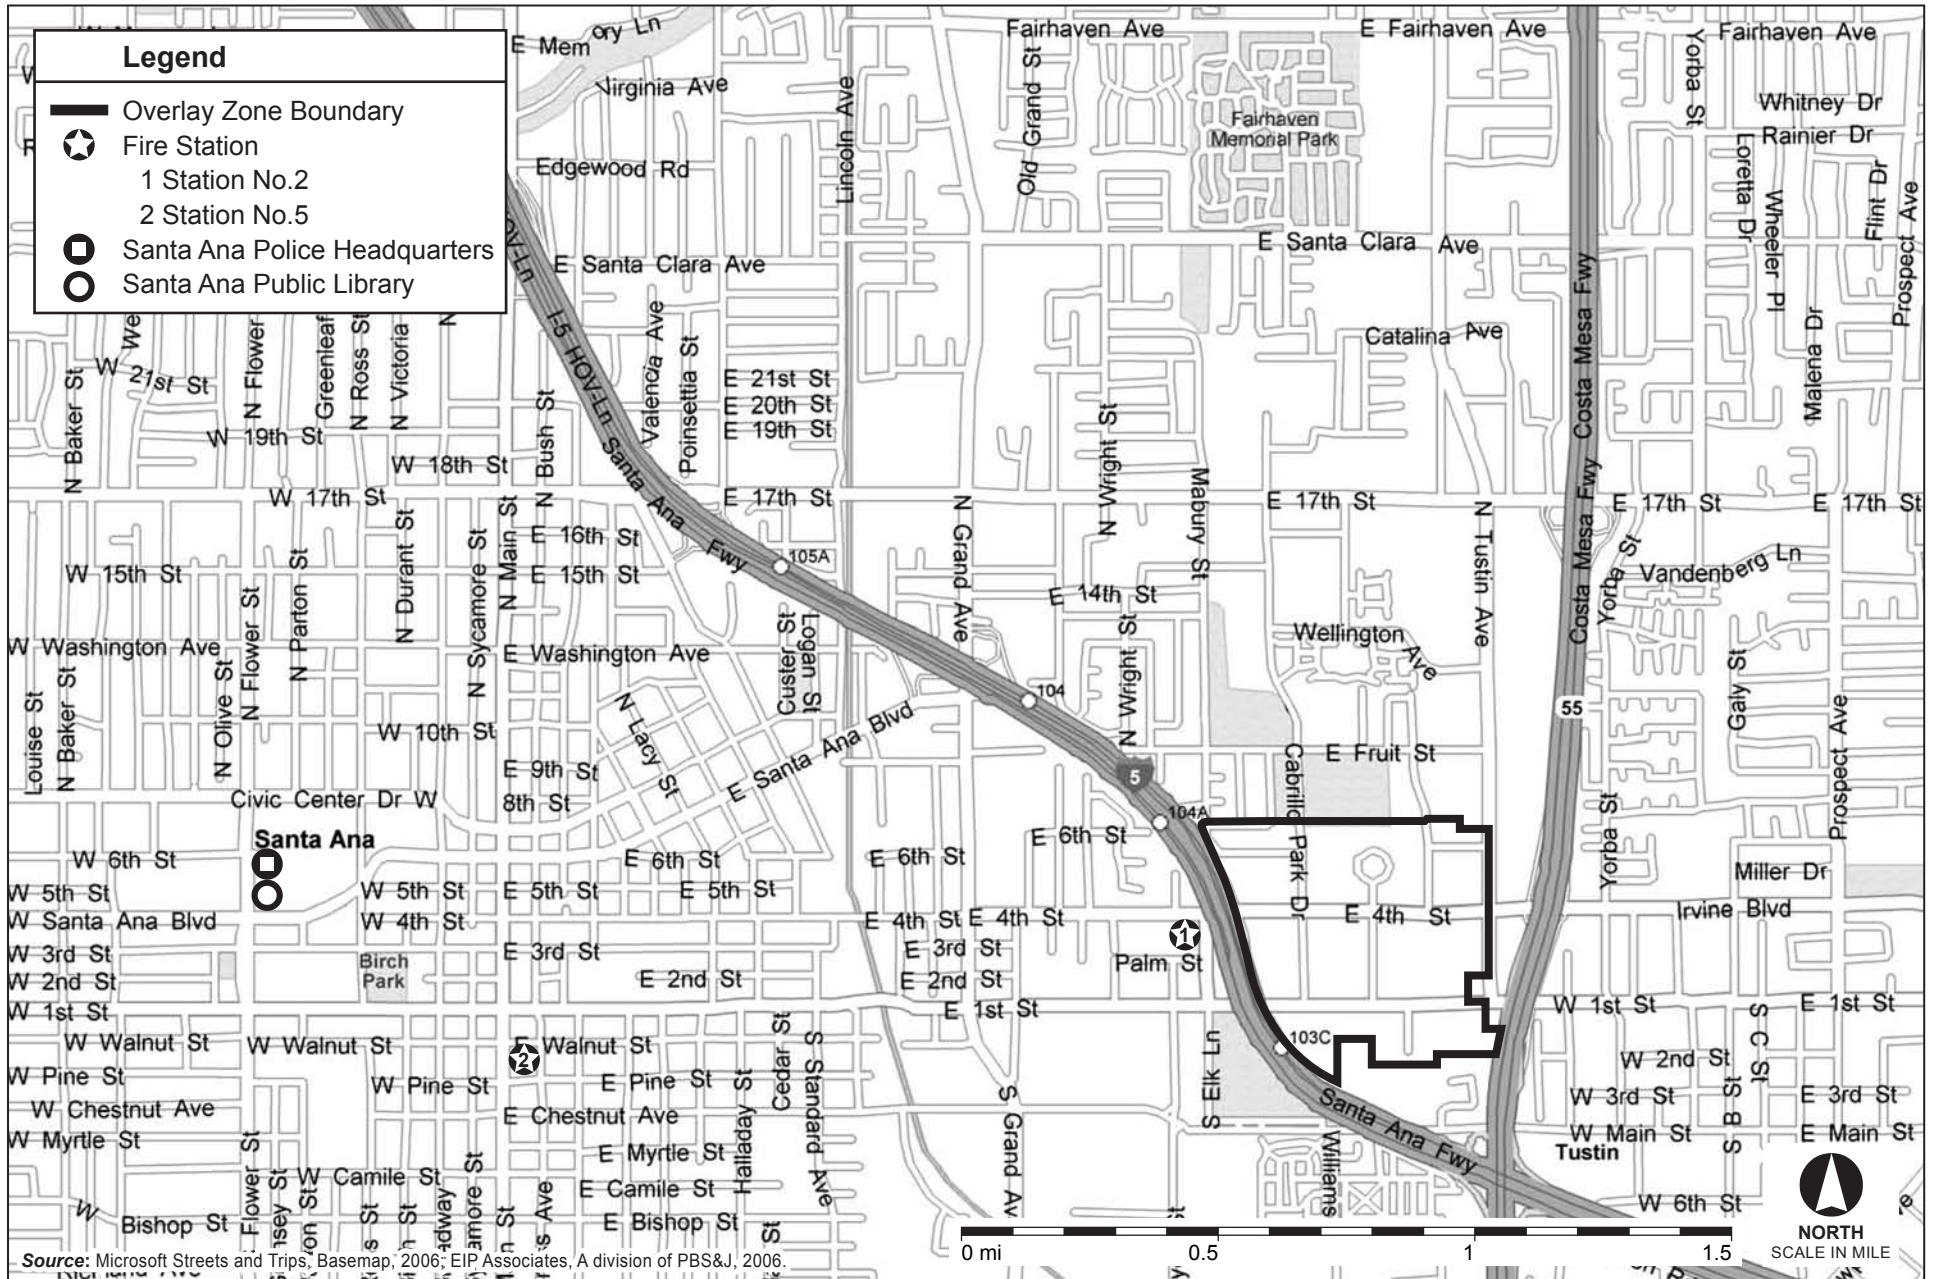 Legend
Overlay Zone Boundary
Fire Station
1 Station No.2
2 Station No.5
Santa Ana Police Headquarters
Santa Ana Public Library
E Memory Ln
Fairhaven Ave
E Fairhaven Ave
Fairhaven Ave
Virginia Ave
Lincoln Ave
Old Grand St
Fairhaven
Memorial Park
Yorba St
Whitney Dr
Rainier Dr
Loretta Dr
Wheeler Pl
Flint Dr
Prospect Ave
Edgewood Rd
E Santa Clara Ave
E Santa Clara Ave
I-5 HOV-Ln
Santa Ana Fwy
Costa Mesa Fwy
Costa Mesa Fwy
Costa Mesa Fwy
Catalina Ave
Malena Dr
Valencia Ave
Poinsettia St
N Flower
Greenleaf
N Ross St
N Victoria
W 21st St
E 21st St
E 20th St
E 19th St
N Baker St
W 19th St
W 18th St
N Bush St
N Wright St
Mabury St
W 17th St
E 17th St
E 17th St
E 17th St
E 17th St
N Grand Ave
N Tustin Ave
Yorba St
Vandenberg Ln
E 16th St
105A
W 15th St
E 15th St
N Parton St
N Durant St
N Sycamore St
N Main St
N Flower St
E 14th St
N Wright St
Wellington Ave
W Washington Ave
E Washington Ave
Custer St
Logan St
Louise St
N Baker St
N Olive St
N Lacy St
104
55
Galy St
Prospect Ave
W 10th St
E Santa Ana Blvd
E Fruit St
Cabrillo Park Dr
E 9th St
5
Civic Center Dr W
8th St
104A
Yorba St
Santa Ana
E 6th St
W 6th St
E 6th St
E 6th St
Miller Dr
W 5th St
W 5th St
E 5th St
E 5th St
W Santa Ana Blvd
W 4th St
E 4th St
E 4th St
E 4th St
Irvine Blvd
1
W 3rd St
Birch
Park
E 3rd St
E 3rd St
Palm St
W 2nd St
E 2nd St
E 2nd St
W 1st St
E 1st St
W 1st St
E 1st St
W Walnut St
W Walnut St
E Walnut St
2
103C
Cedar St
S Standard Ave
S Elk Ln
S C St
W 2nd St
W Pine St
W Pine St
E Pine St
Halladay St
S Grand Av
S B St
W 3rd St
E 3rd St
W Chestnut Ave
E Chestnut Ave
Santa Ana Fwy
W Myrtle St
E Myrtle St
Williams
W Main St
E Main St
Tustin
Flower St
W Camile St
E Camile St
W 6th St
W Bishop St
E Bishop St
NORTH
SCALE IN MILE
0 mi 0.5 1 1.5
Source: Microsoft Streets and Trips, Basemap, 2006; EIP Associates, A division of PBS&J, 2006.